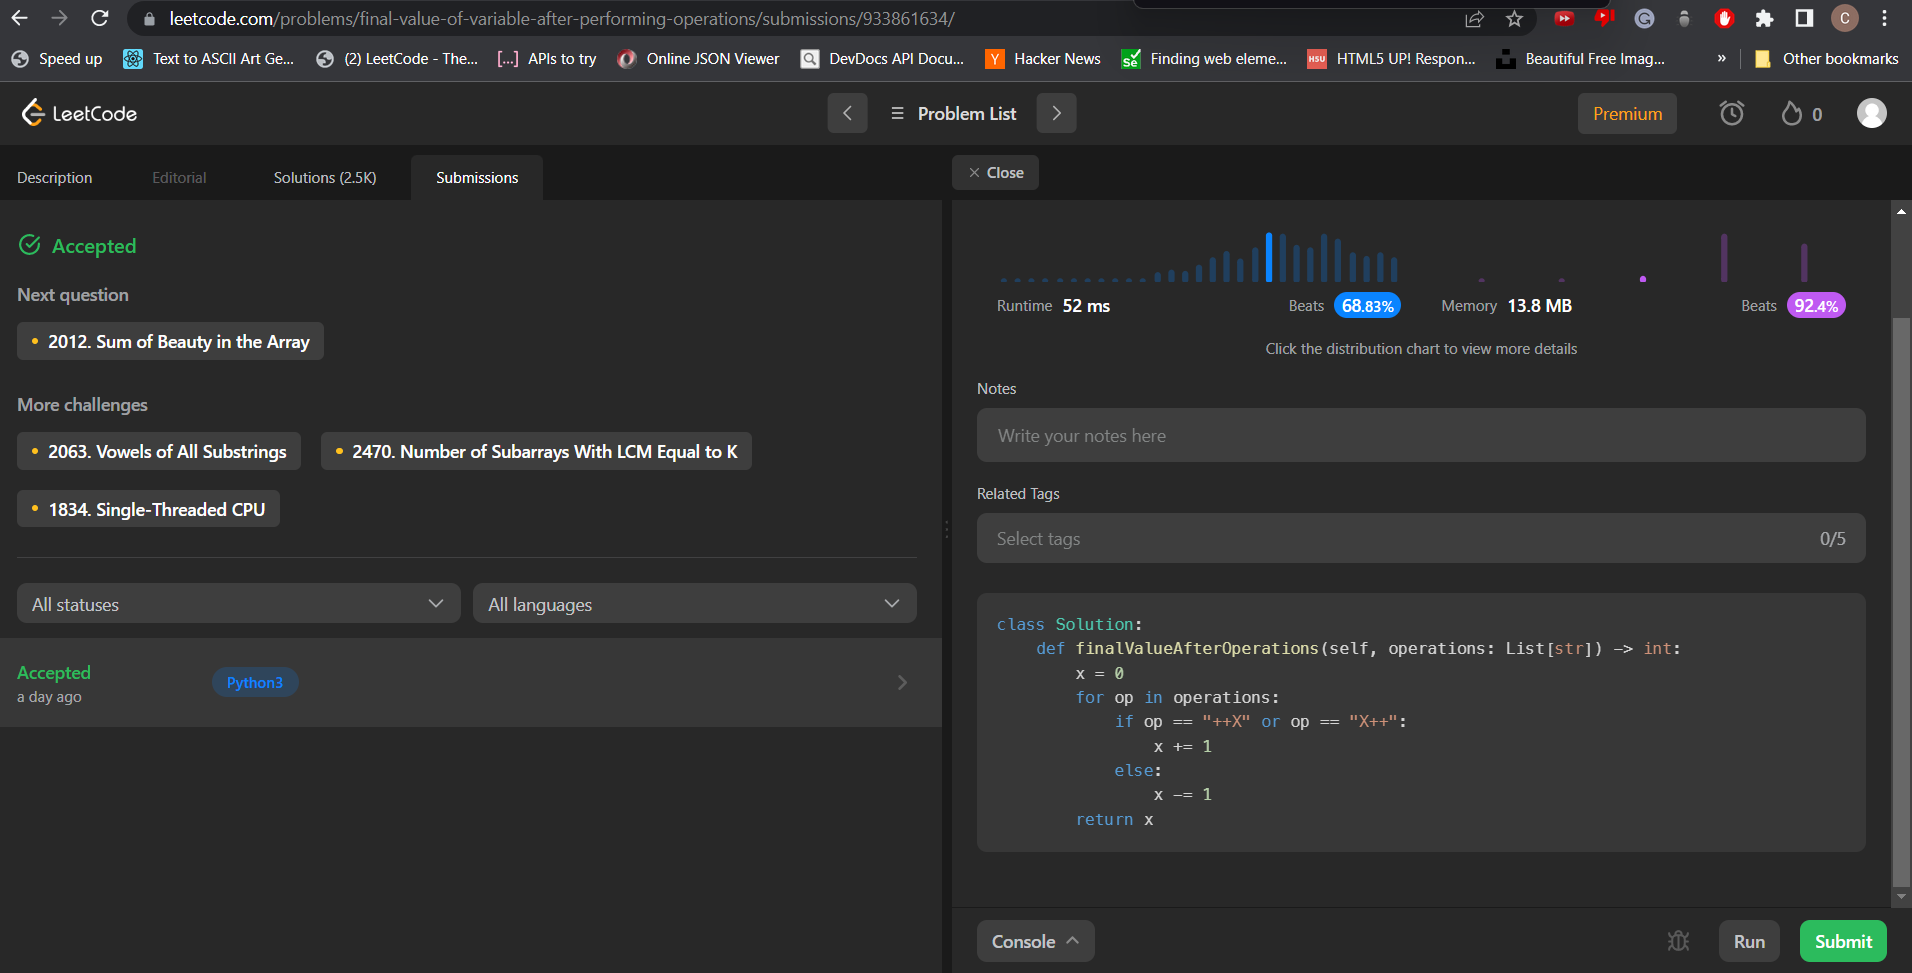 leetcode.com/problems/final-value-of-variable-after-performing-operations/submissions/933861634/
C
Speed up
Text to ASCII Art Ge...
(2) LeetCode - The...
[...] APIs to try
Online JSON Viewer
DevDocs API Docu...
Y Hacker News
Se Finding web eleme...
H5U HTML5 UP! Respon...
Beautiful Free Imag...
»
Other bookmarks
LeetCode
Problem List
Premium
0
Description
Editorial
Solutions (2.5K)
Submissions
Close
Accepted
Next question
• 2012. Sum of Beauty in the Array
More challenges
• 2063. Vowels of All Substrings
• 2470. Number of Subarrays With LCM Equal to K
• 1834. Single-Threaded CPU
All statuses
All languages
Accepted
a day ago
Python3
Runtime 52 ms
Beats 68.83%
Memory 13.8 MB
Beats 92.4%
Click the distribution chart to view more details
Notes
Write your notes here
Related Tags
Select tags
0/5
class Solution:
    def finalValueAfterOperations(self, operations: List[str]) -> int:
        x = 0
        for op in operations:
            if op == "++X" or op == "X++":
                x += 1
            else:
                x -= 1
        return x
Console
Run
Submit